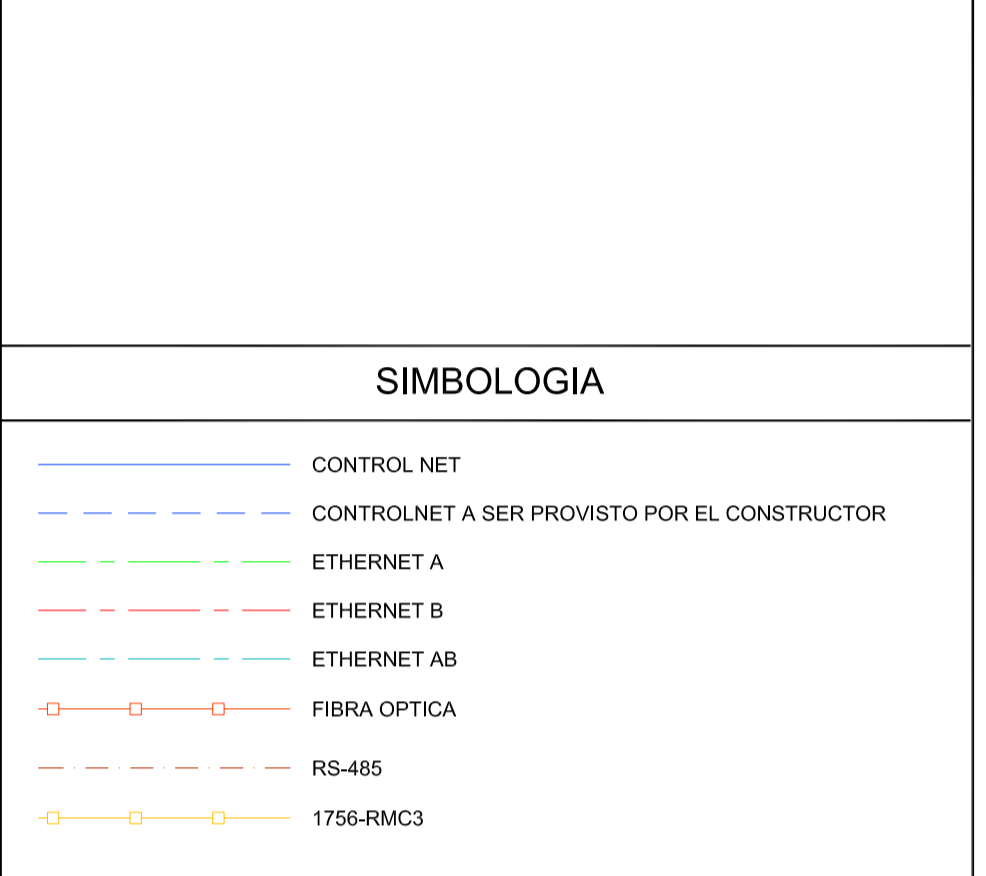 SIMBOLOGIA
CONTROL NET
CONTROLNET A SER PROVISTO POR EL CONSTRUCTOR
ETHERNET A
ETHERNET B
ETHERNET AB
FIBRA OPTICA
RS-485
1756-RMC3